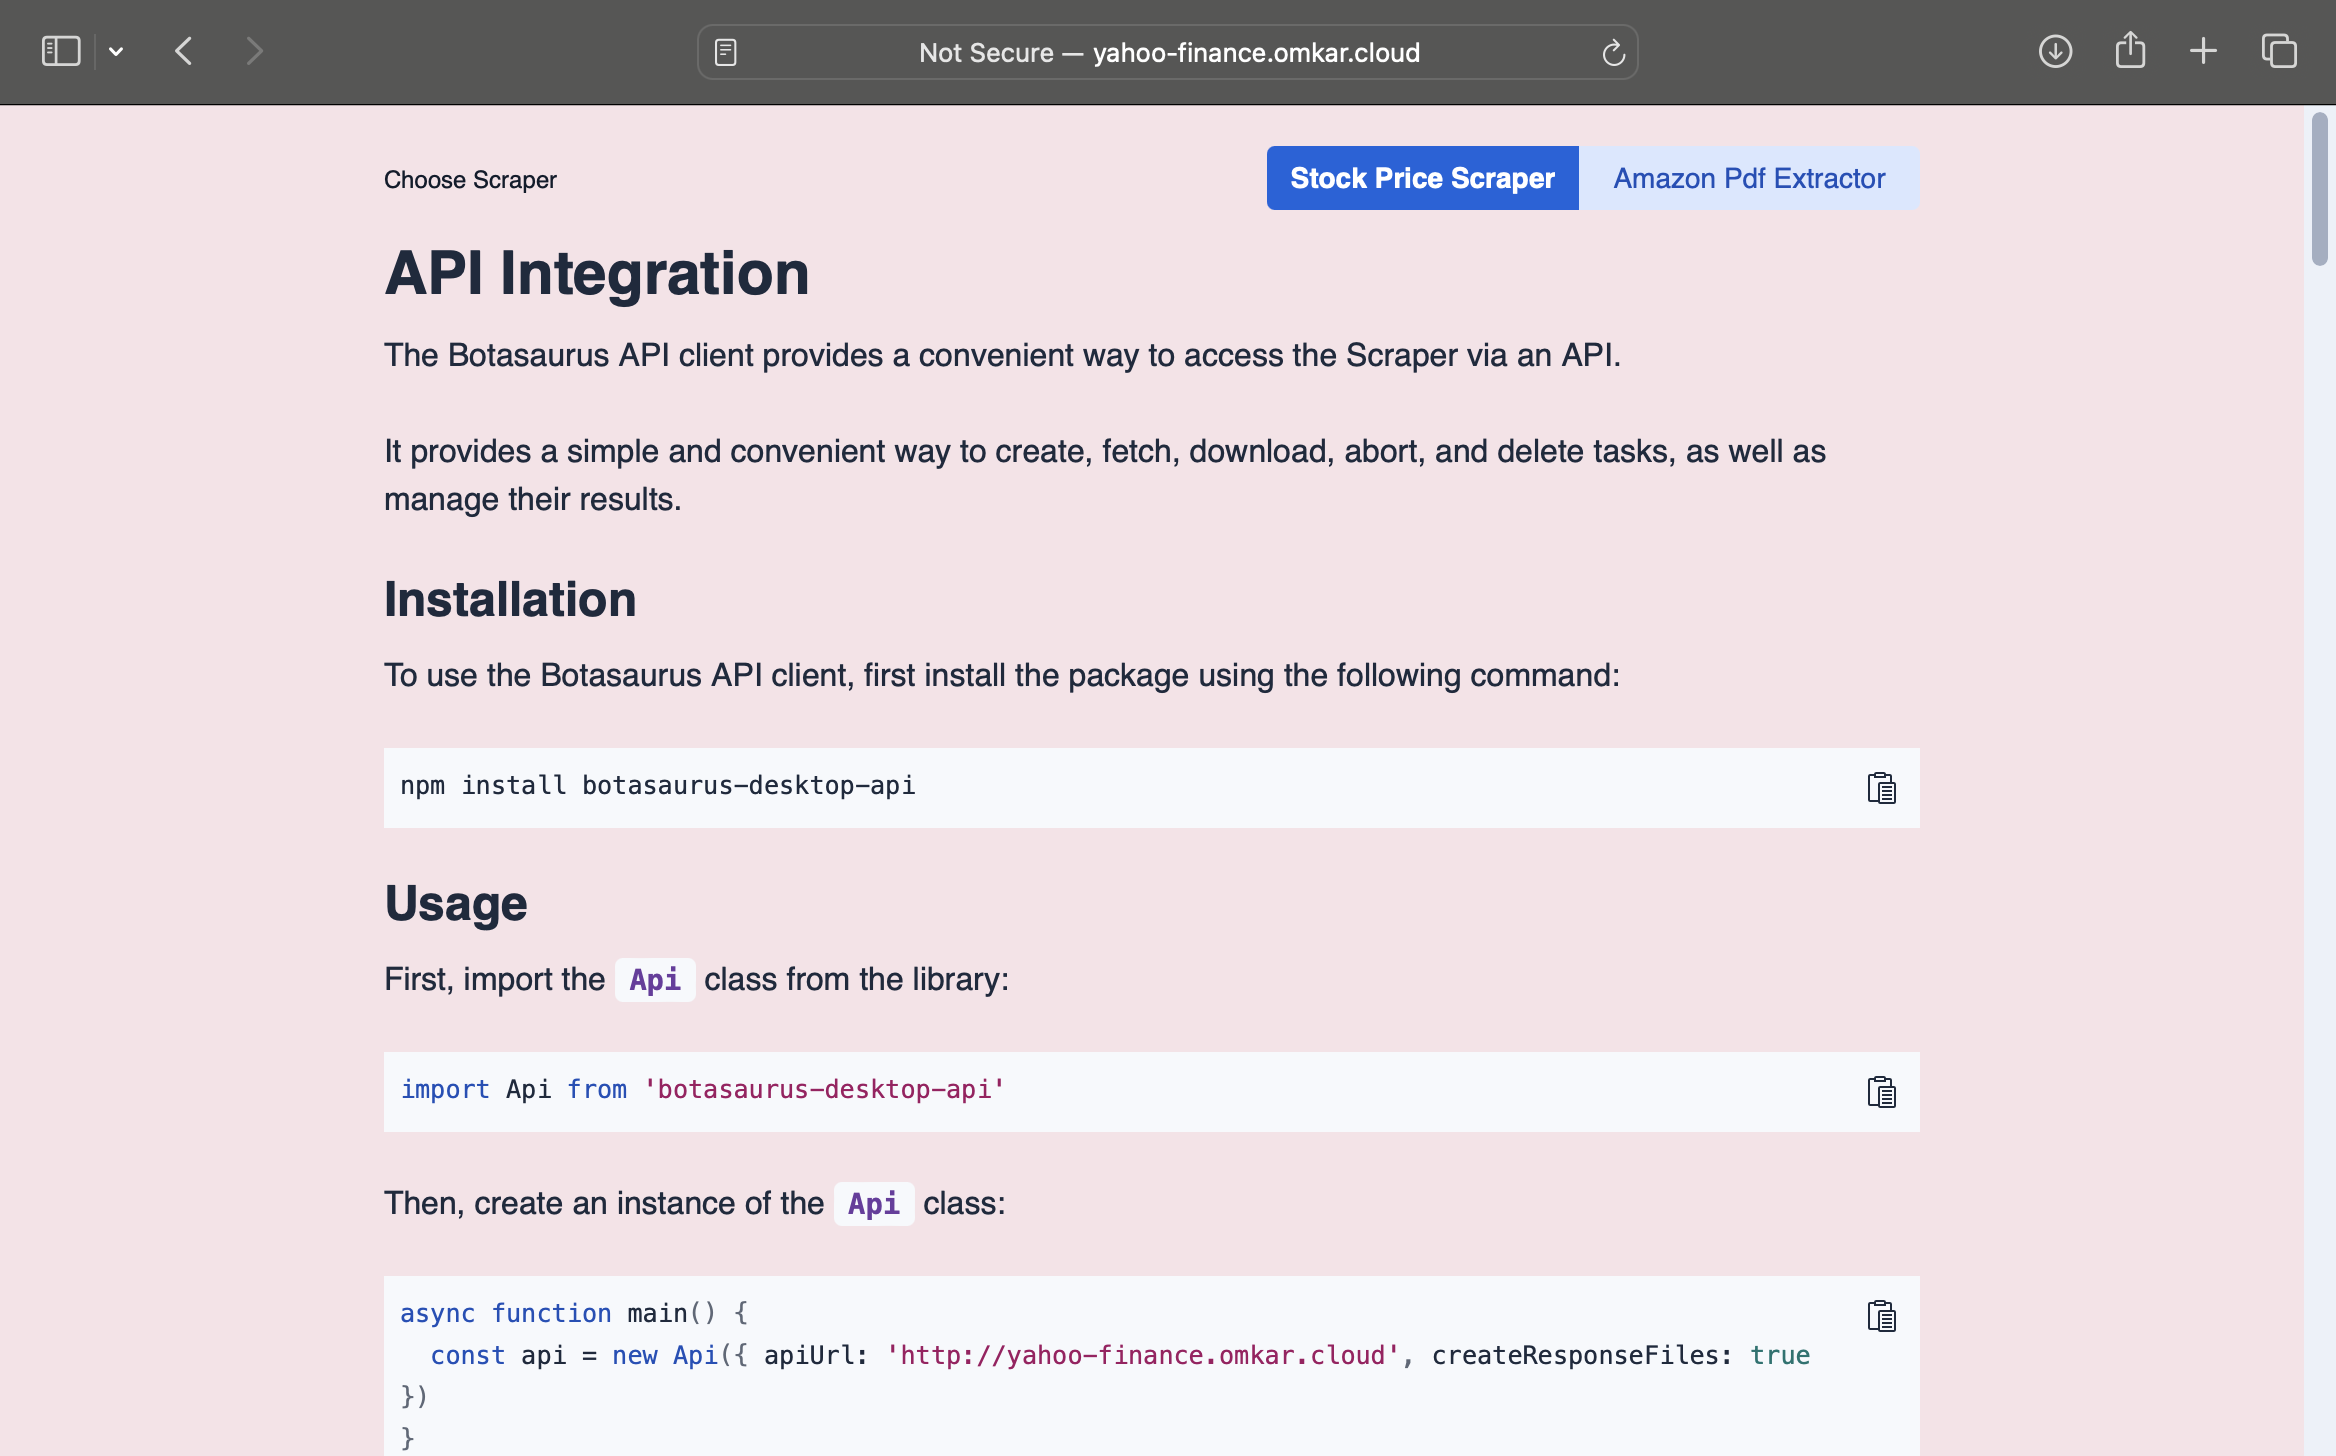 Not Secure — yahoo-finance.omkar.cloud
Choose Scraper
Stock Price Scraper
Amazon Pdf Extractor
API Integration
The Botasaurus API client provides a convenient way to access the Scraper via an API.
It provides a simple and convenient way to create, fetch, download, abort, and delete tasks, as well as
manage their results.
Installation
To use the Botasaurus API client, first install the package using the following command:
npm install botasaurus-desktop-api
Usage
First, import the Api class from the library:
import Api from 'botasaurus-desktop-api'
Then, create an instance of the Api class:
async function main() {
  const api = new Api({ apiUrl: 'http://yahoo-finance.omkar.cloud', createResponseFiles: true
})
}